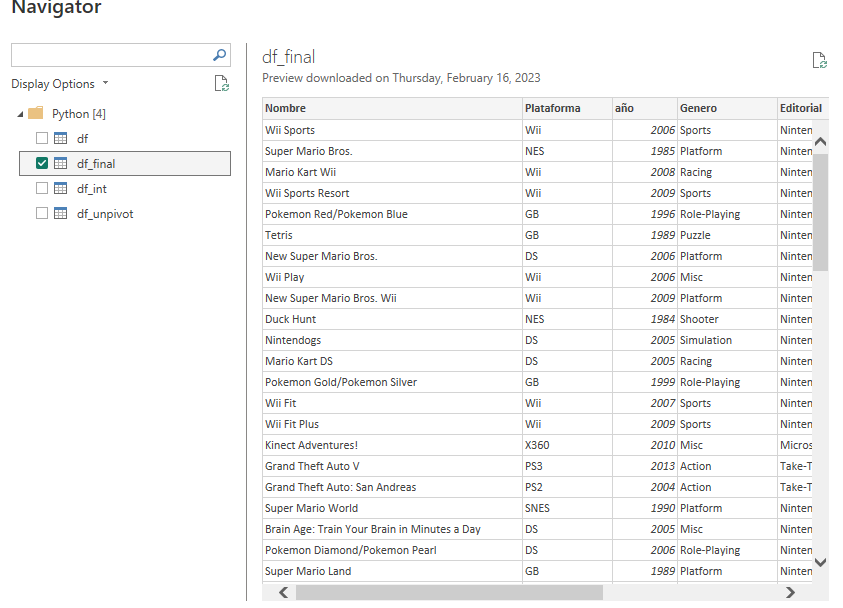 Navigator
Display Options
Python [4]
df
df_final
df_int
df_unpivot
df_final
Preview downloaded on Thursday, February 16, 2023
Nombre Plataforma año Genero Editorial
Wii Sports Wii 2006 Sports Ninten
Super Mario Bros. NES 1985 Platform Ninten
Mario Kart Wii Wii 2008 Racing Ninten
Wii Sports Resort Wii 2009 Sports Ninten
Pokemon Red/Pokemon Blue GB 1996 Role-Playing Ninten
Tetris GB 1989 Puzzle Ninten
New Super Mario Bros. DS 2006 Platform Ninten
Wii Play Wii 2006 Misc Ninten
New Super Mario Bros. Wii Wii 2009 Platform Ninten
Duck Hunt NES 1984 Shooter Ninten
Nintendogs DS 2005 Simulation Ninten
Mario Kart DS DS 2005 Racing Ninten
Pokemon Gold/Pokemon Silver GB 1999 Role-Playing Ninten
Wii Fit Wii 2007 Sports Ninten
Wii Fit Plus Wii 2009 Sports Ninten
Kinect Adventures! X360 2010 Misc Micros
Grand Theft Auto V PS3 2013 Action Take-T
Grand Theft Auto: San Andreas PS2 2004 Action Take-T
Super Mario World SNES 1990 Platform Ninten
Brain Age: Train Your Brain in Minutes a Day DS 2005 Misc Ninten
Pokemon Diamond/Pokemon Pearl DS 2006 Role-Playing Ninten
Super Mario Land GB 1989 Platform Ninten